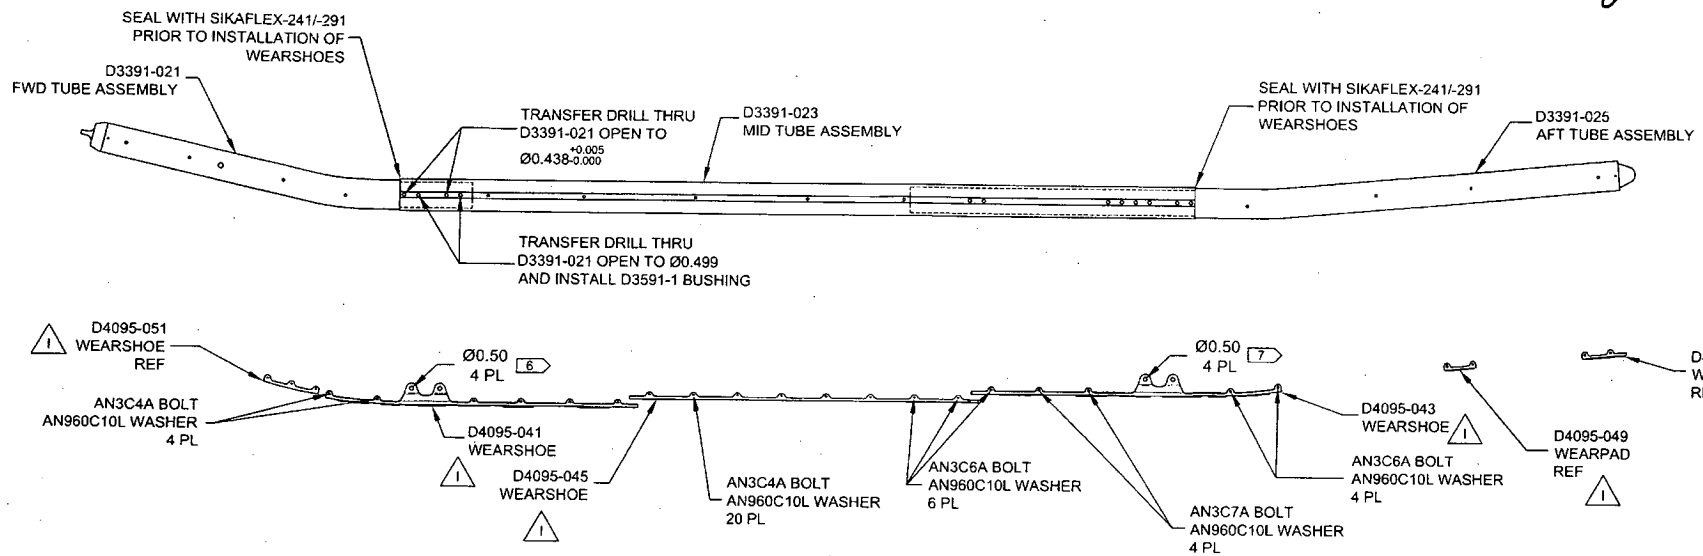 SEAL WITH SIKAFLEX-241/-291
PRIOR TO INSTALLATION OF
WEARSHOES
D3391-021
FWD TUBE ASSEMBLY
TRANSFER DRILL THRU
D3391-021 OPEN TO
Ø0.438+0.005-0.000
D3391-023
MID TUBE ASSEMBLY
SEAL WITH SIKAFLEX-241/-291
PRIOR TO INSTALLATION OF
WEARSHOES
D3391-025
AFT TUBE ASSEMBLY
TRANSFER DRILL THRU
D3391-021 OPEN TO Ø0.499
AND INSTALL D3591-1 BUSHING
1
D4095-051
WEARSHOE
REF
Ø0.50
4 PL
6
AN3C4A BOLT
AN960C10L WASHER
4 PL
D4095-041
WEARSHOE
1
D4095-045
WEARSHOE
1
AN3C4A BOLT
AN960C10L WASHER
20 PL
AN3C6A BOLT
AN960C10L WASHER
6 PL
Ø0.50
4 PL
7
AN3C7A BOLT
AN960C10L WASHER
4 PL
AN3C6A BOLT
AN960C10L WASHER
4 PL
D4095-043
WEARSHOE
1
D4095-049
WEARPAD
REF
1